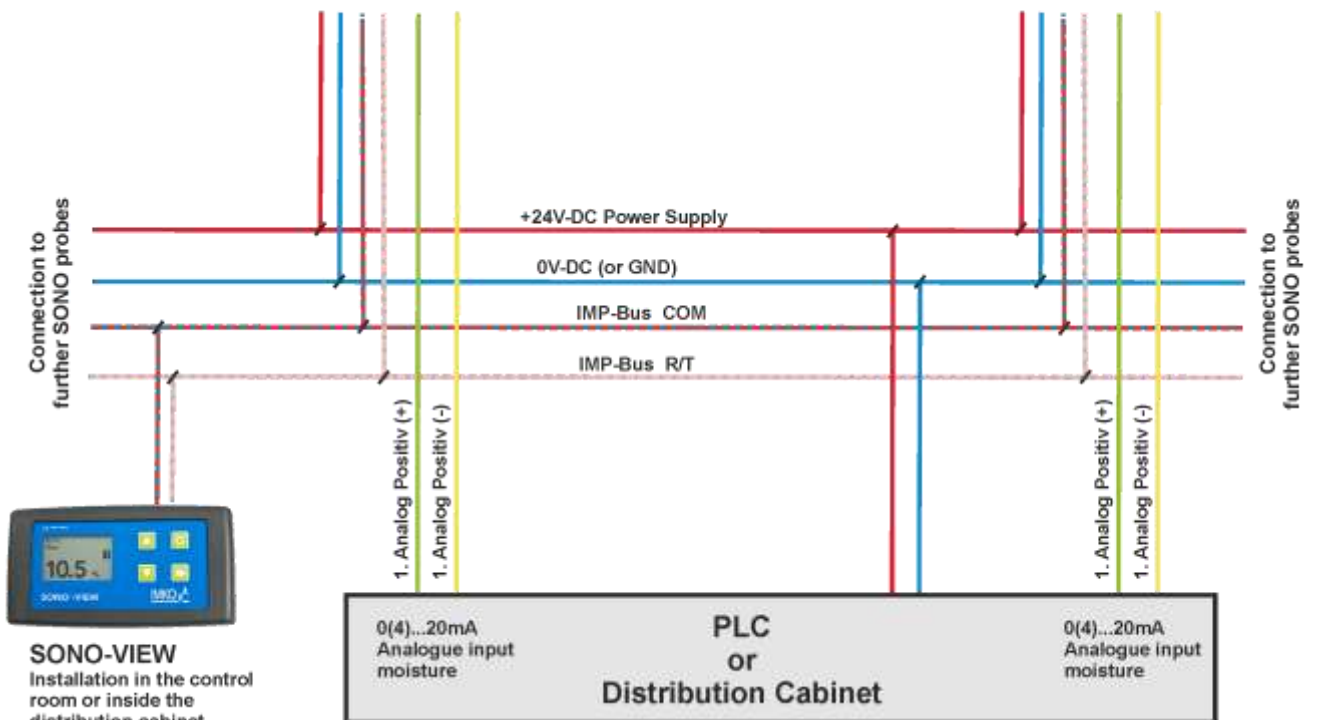 Connection to
further SONO probes
+24V-DC Power Supply
0V-DC (or GND)
IMP-Bus COM
IMP-Bus R/T
Connection to
further SONO probes
1. Analog Positiv (+)
1. Analog Positiv (-)
1. Analog Positiv (+)
1. Analog Positiv (-)
10.5
SONO-VIEW
IMKO
SONO-VIEW
Installation in the control
room or inside the
distribution cabinet
0(4)...20mA
Analogue input
moisture
PLC
or
Distribution Cabinet
0(4)...20mA
Analogue input
moisture